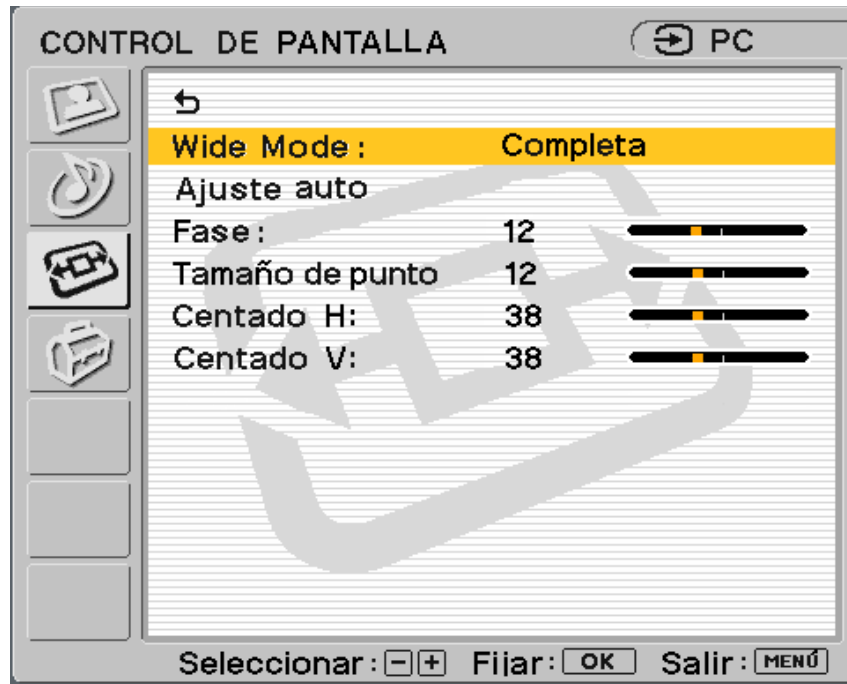 CONTROL DE PANTALLA PC
Wide Mode: Completa
Ajuste auto
Fase: 12
Tamaño de punto 12
Centado H: 38
Centado V: 38
Seleccionar: - + Fijar: OK Salir: MENÚ